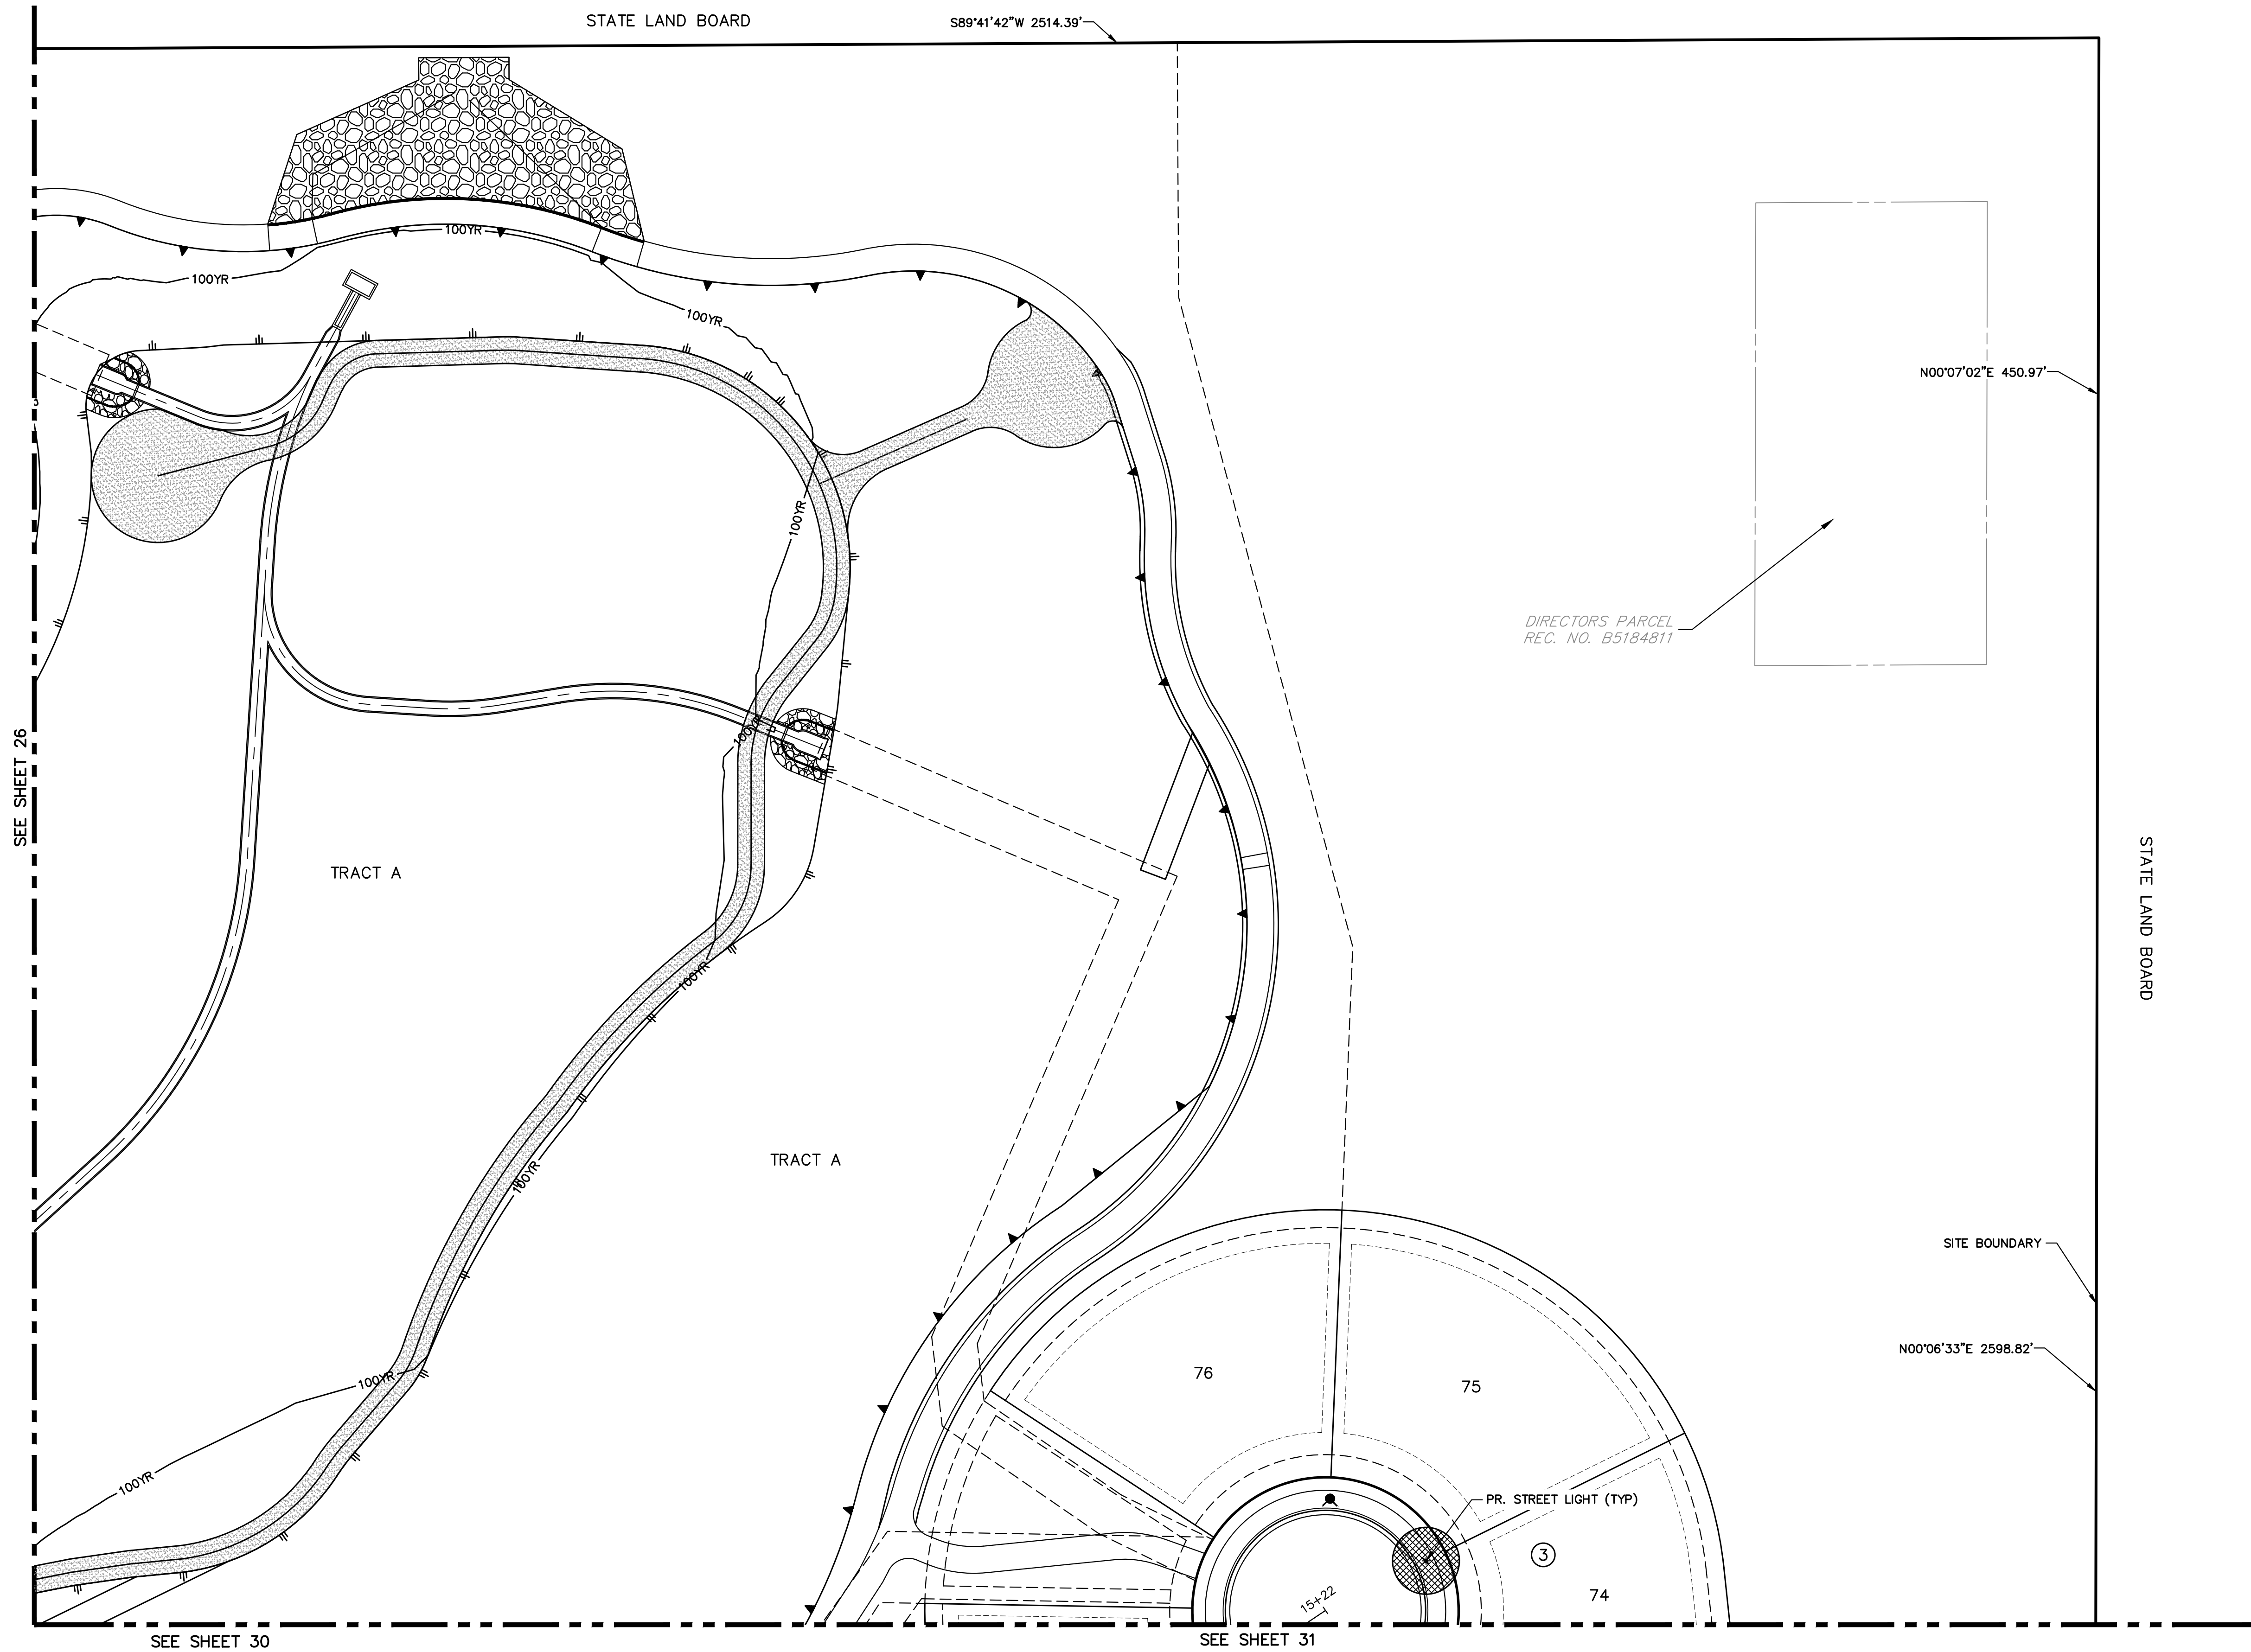 STATE LAND BOARD
S89°41'42"W 2514.39'
100YR
100YR
100YR
N00°07'02"E 450.97'
100YR
DIRECTORS PARCEL
REC. NO. B5184811
SEE SHEET 26
100YR
TRACT A
STATE LAND BOARD
100YR
TRACT A
100YR
SITE BOUNDARY
N00°06'33"E 2598.82'
76
75
100YR
100YR
PR. STREET LIGHT (TYP)
3
74
15+22
SEE SHEET 30
SEE SHEET 31